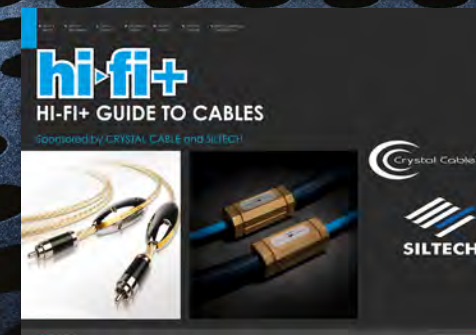 hi-fi+
HI-FI+ GUIDE TO CABLES
Sponsored by CRYSTAL CABLE and SILTECH
Crystal Cable
SILTECH